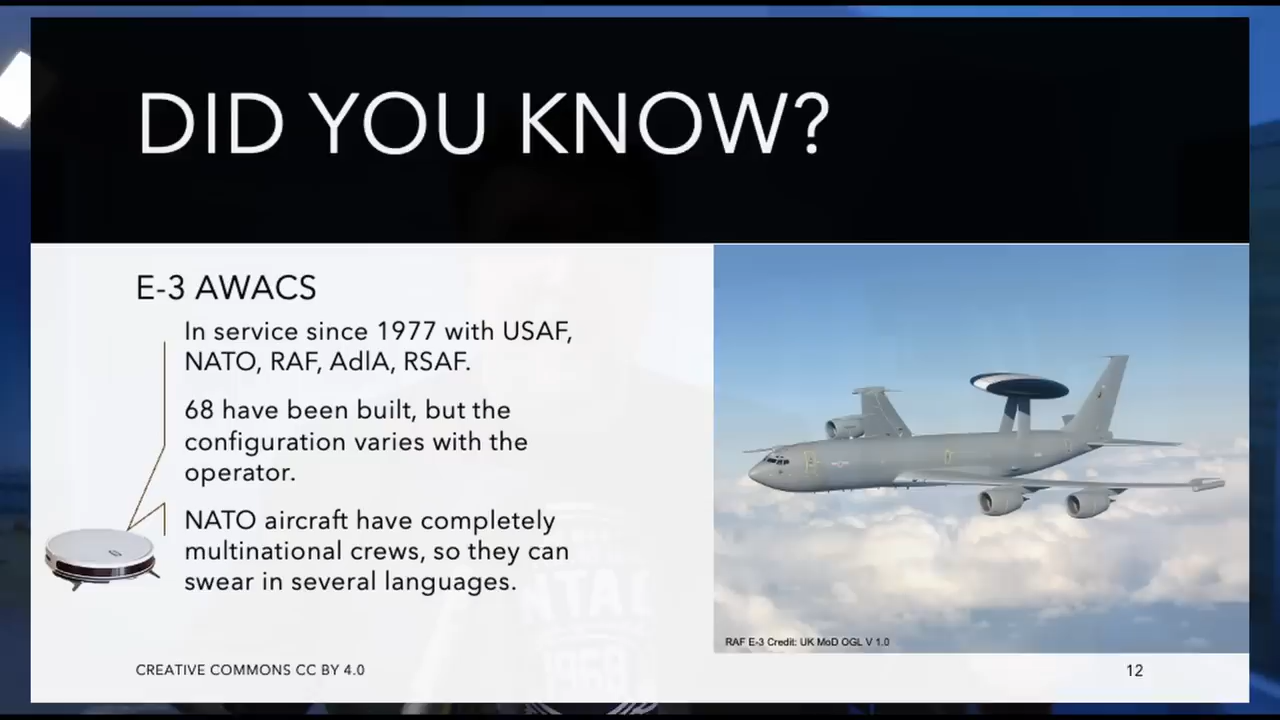 DID YOU KNOW?
E-3 AWACS
In service since 1977 with USAF,
NATO, RAF, AdlA, RSAF.
68 have been built, but the
configuration varies with the
operator.
NATO aircraft have completely
multinational crews, so they can
swear in several languages.
RAF E-3 Credit: UK MoD OGL V 1.0
CREATIVE COMMONS CC BY 4.0
12
1968